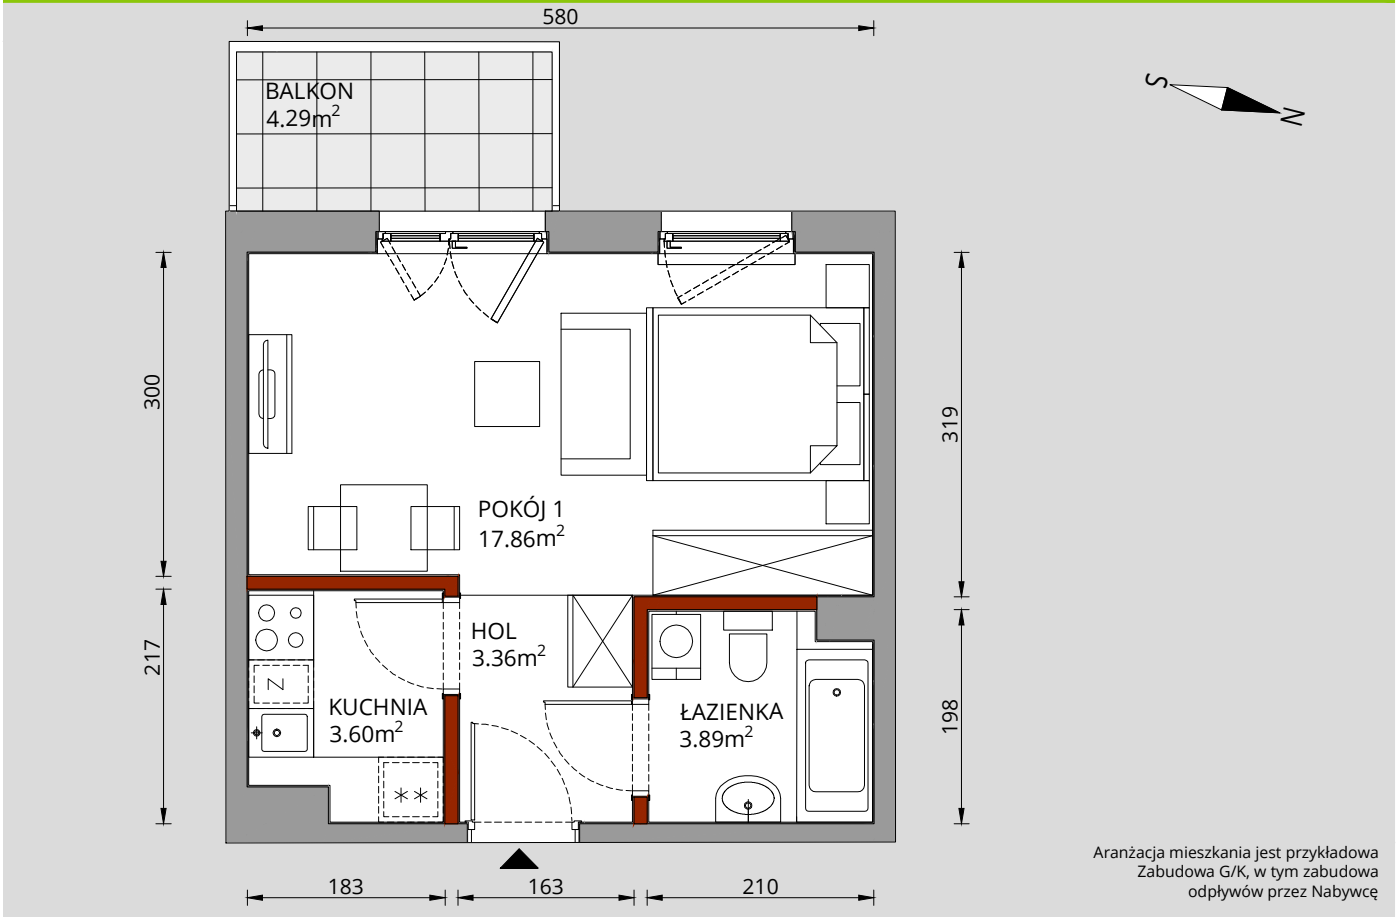 580
BALKON
4.29m²
S
N
300
319
POKÓJ 1
17.86m²
HOL
3.36m²
217
Z
KUCHNIA
3.60m²
ŁAZIENKA
3.89m²
198
**
183
163
210
Aranżacja mieszkania jest przykładowa
Zabudowa G/K, w tym zabudowa
odpływów przez Nabywcę